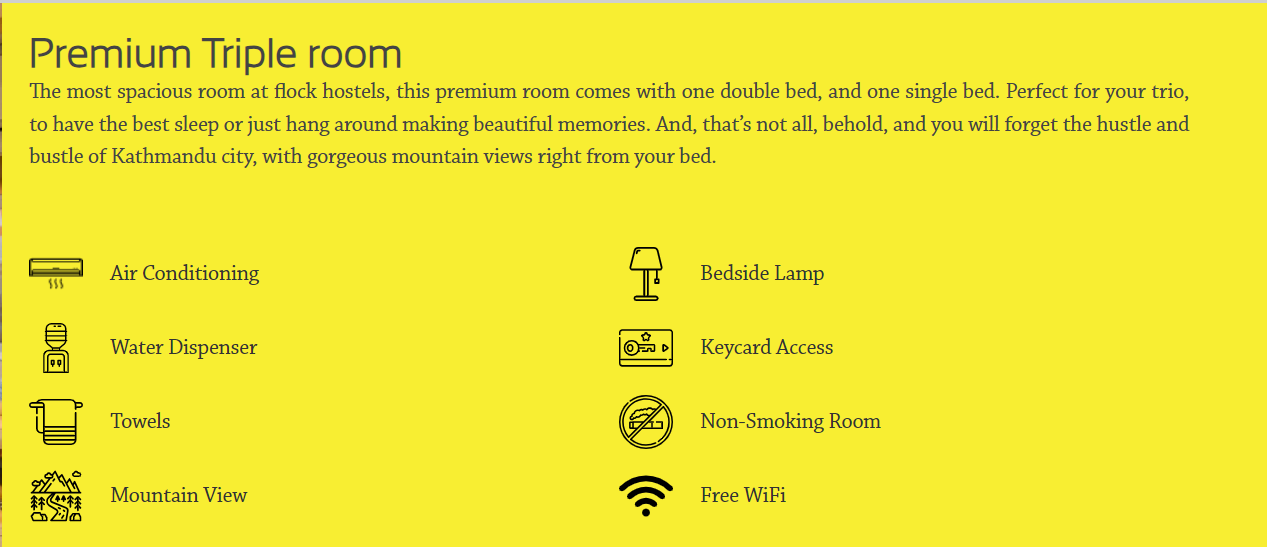 Premium Triple room
The most spacious room at flock hostels, this premium room comes with one double bed, and one single bed. Perfect for your trio,
to have the best sleep or just hang around making beautiful memories. And, that’s not all, behold, and you will forget the hustle and
bustle of Kathmandu city, with gorgeous mountain views right from your bed.
Air Conditioning
Bedside Lamp
Water Dispenser
Keycard Access
Towels
Non-Smoking Room
Mountain View
Free WiFi